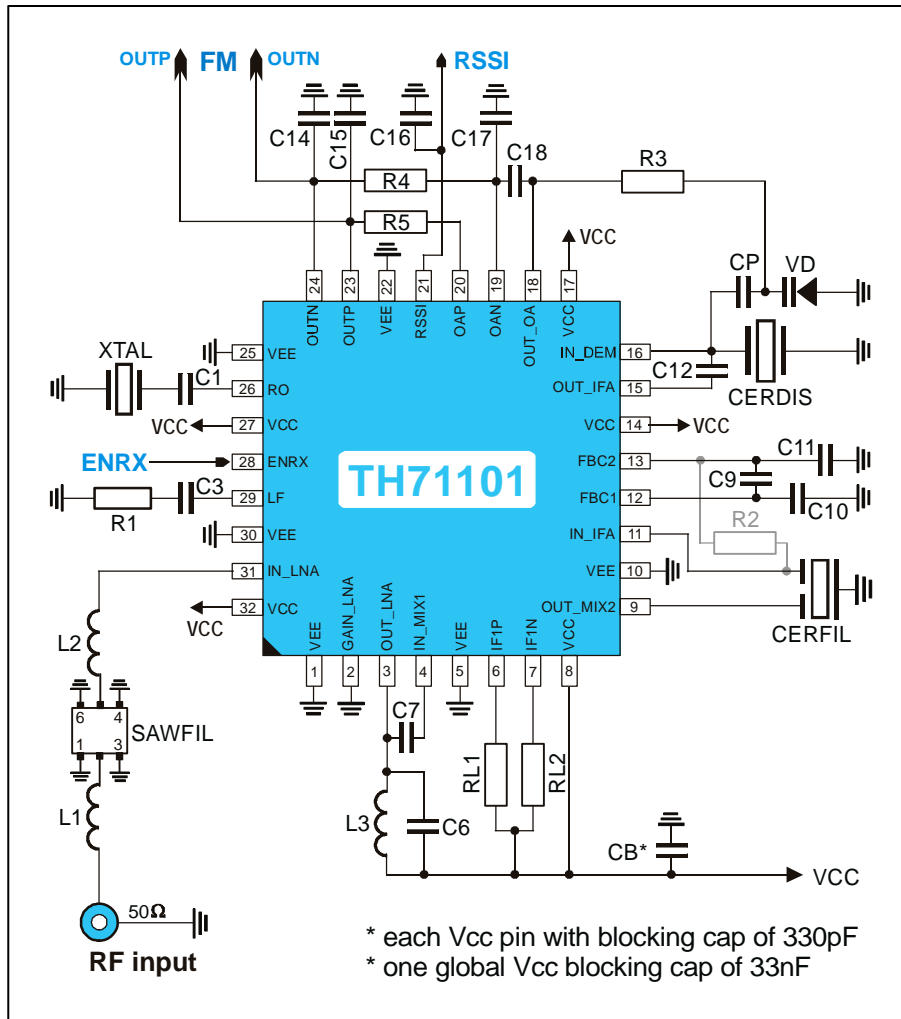 OUTP FM OUTN RSSI
C14 C15 C16 C17
C18 R3
R4
R5
VCC
CP VD
24 23 22 21 20 19 18 17
OUTN OUTP VEE RSSI OAP OAN OUT_OA VCC
XTAL C1
25 VEE
26 RO
VCC 27 VCC
ENRX 28 ENRX
R1 C3 29 LF
30 VEE
31 IN_LNA
VCC 32 VCC
TH71101
IN_DEM 16
C12 CERDIS
OUT_IFA 15
VCC 14 VCC
FBC2 13 C11
C9
FBC1 12 C10
R2
IN_IFA 11
VEE 10
OUT_MIX2 9
CERFIL
VEE GAIN_LNA OUT_LNA IN_MIX1 VEE IF1P IF1N VCC
1 2 3 4 5 6 7 8
L2
6 4
1 3
SAWFIL
L1
C7
L3 C6
RL1 RL2
CB*
VCC
50Ω
RF input
* each Vcc pin with blocking cap of 330pF
* one global Vcc blocking cap of 33nF